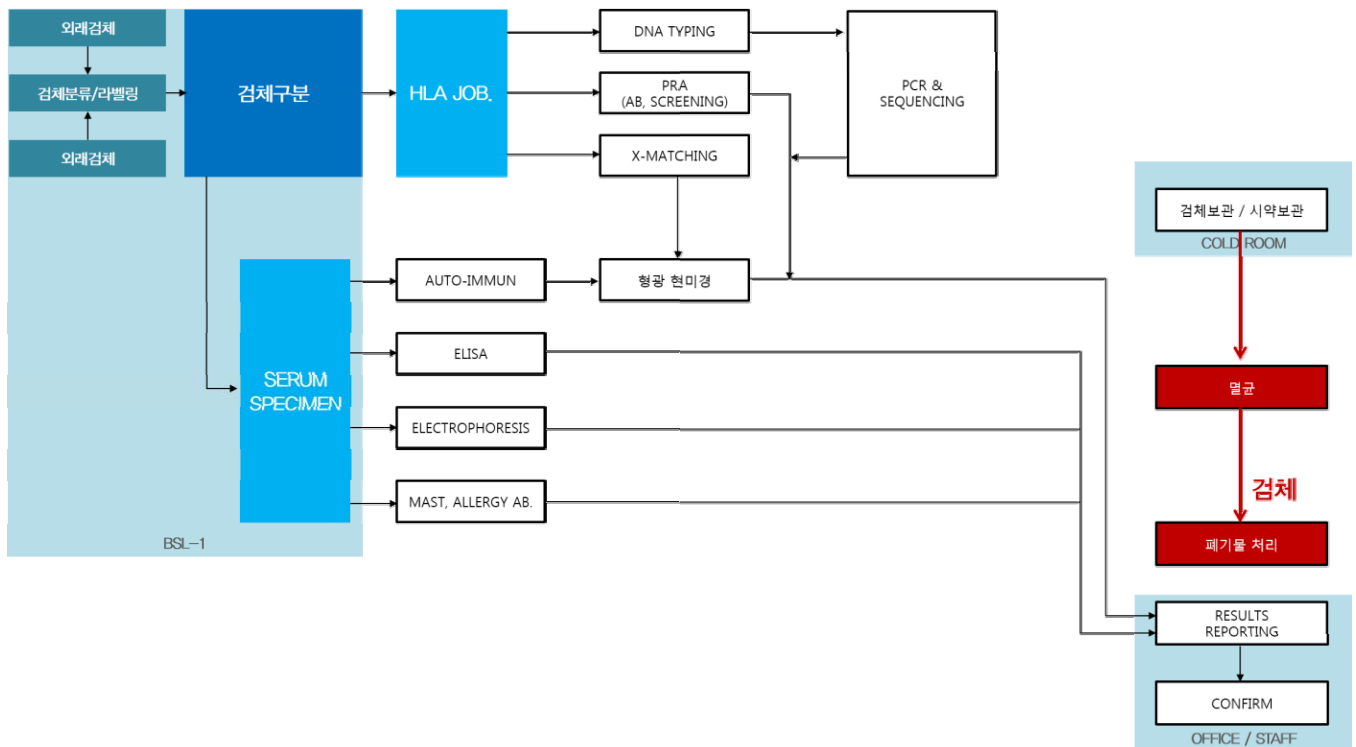 외래검체
검체분류/라벨링
외래검체
검체구분
HLA JOB.
DNA TYPING
PRA
(AB, SCREENING)
X-MATCHING
PCR &
SEQUENCING
검체보관 / 시약보관
COLD ROOM
SERUM
SPECIMEN
AUTO-IMMUN
형광 현미경
ELISA
ELECTROPHORESIS
MAST, ALLERGY AB.
BSL-1
멸균
검체
폐기물 처리
RESULTS
REPORTING
CONFIRM
OFFICE / STAFF